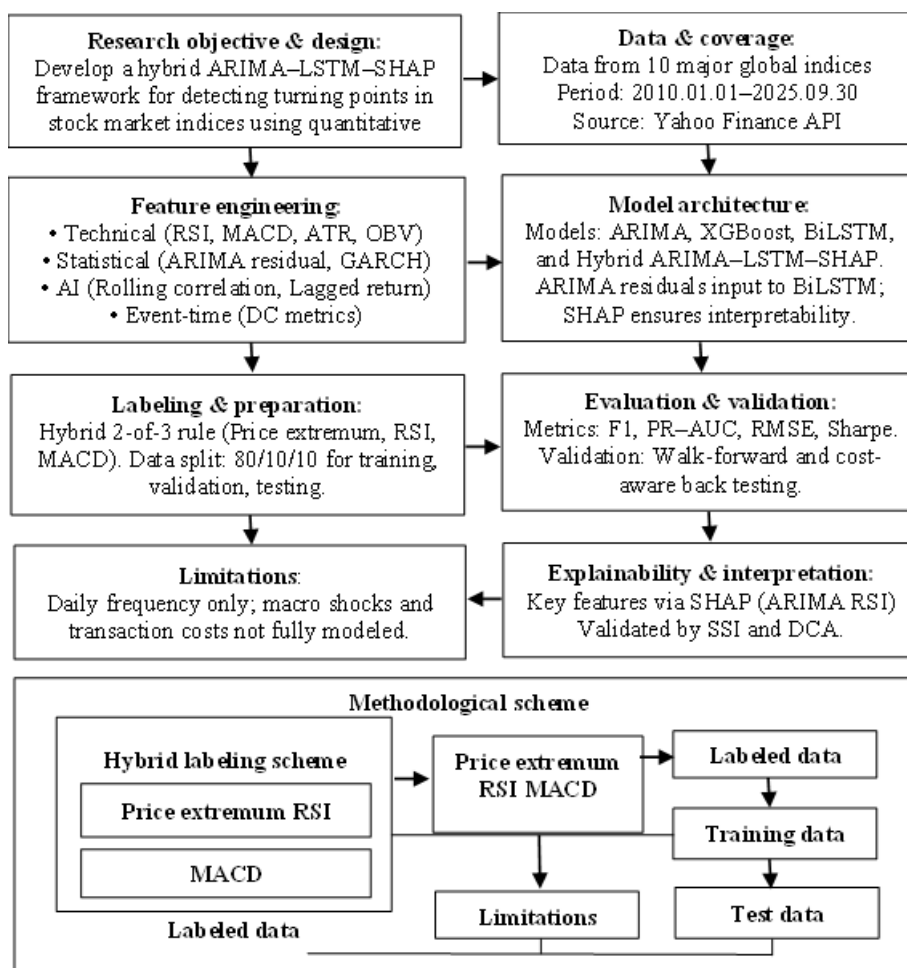 Research objective & design:
Develop a hybrid ARIMA–LSTM–SHAP
framework for detecting turning points in
stock market indices using quantitative
Data & coverage:
Data from 10 major global indices
Period: 2010.01.01–2025.09.30
Source: Yahoo Finance API
Feature engineering:
• Technical (RSI, MACD, ATR, OBV)
• Statistical (ARIMA residual, GARCH)
• AI (Rolling correlation, Lagged return)
• Event-time (DC metrics)
Model architecture:
Models: ARIMA, XGBoost, BiLSTM,
and Hybrid ARIMA–LSTM–SHAP.
ARIMA residuals input to BiLSTM;
SHAP ensures interpretability.
Labeling & preparation:
Hybrid 2-of-3 rule (Price extremum, RSI,
MACD). Data split: 80/10/10 for training,
validation, testing.
Evaluation & validation:
Metrics: F1, PR–AUC, RMSE, Sharpe.
Validation: Walk-forward and cost-
aware back testing.
Limitations:
Daily frequency only; macro shocks and
transaction costs not fully modeled.
Explainability & interpretation:
Key features via SHAP (ARIMA RSI)
Validated by SSI and DCA.
Methodological scheme
Hybrid labeling scheme
Price extremum RSI
MACD
Labeled data
Price extremum
RSI MACD
Labeled data
Training data
Limitations
Test data